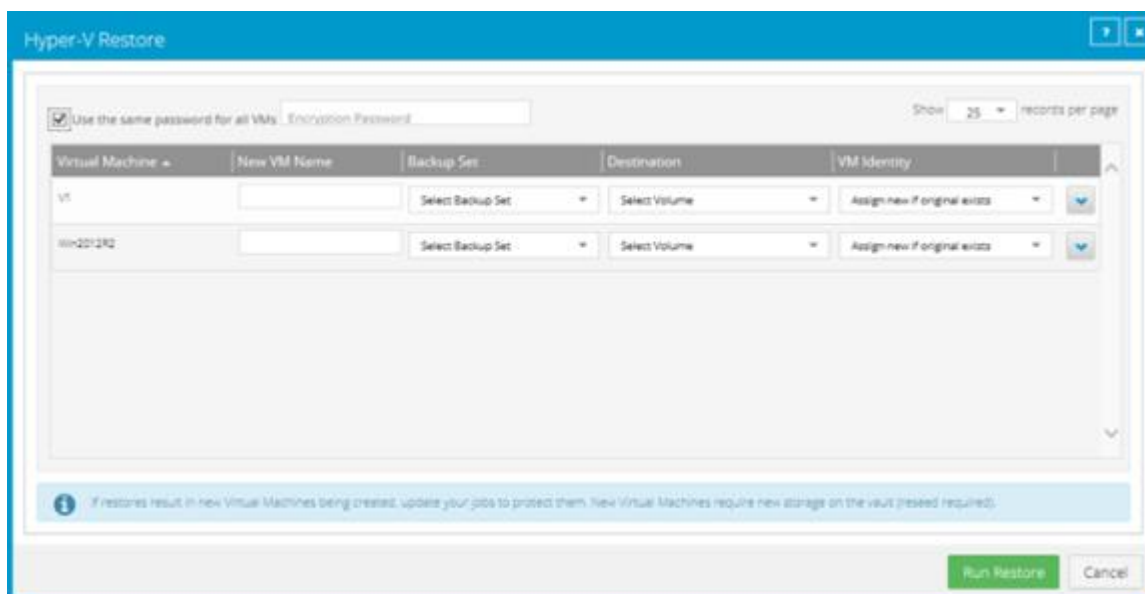 Hyper-V Restore
?
Use the same password for all VMs Encryption Password Show 25 records per page
Virtual Machine New VM Name Backup Set Destination VM Identity
Select Backup Set Select Volume Assign new if original exists
Win2012R2 Select Backup Set Select Volume Assign new if original exists
If restores result in new Virtual Machines being created, update your jobs to protect them. New Virtual Machines require new storage on the vault (reseed required).
Run Restore Cancel